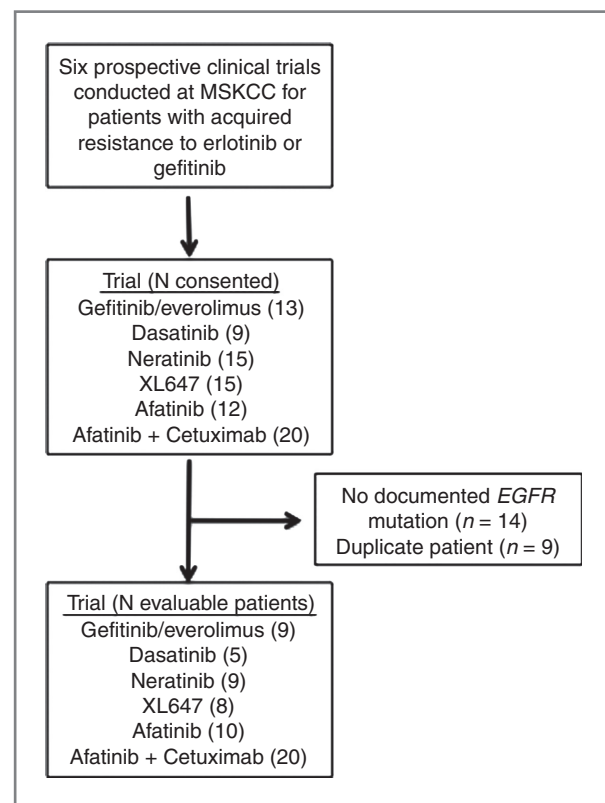 Six prospective clinical trials
conducted at MSKCC for
patients with acquired
resistance to erlotinib or
gefitinib
Trial (N consented)
Gefitinib/everolimus (13)
Dasatinib (9)
Neratinib (15)
XL647 (15)
Afatinib (12)
Afatinib + Cetuximab (20)
No documented EGFR
mutation (n = 14)
Duplicate patient (n = 9)
Trial (N evaluable patients)
Gefitinib/everolimus (9)
Dasatinib (5)
Neratinib (9)
XL647 (8)
Afatinib (10)
Afatinib + Cetuximab (20)